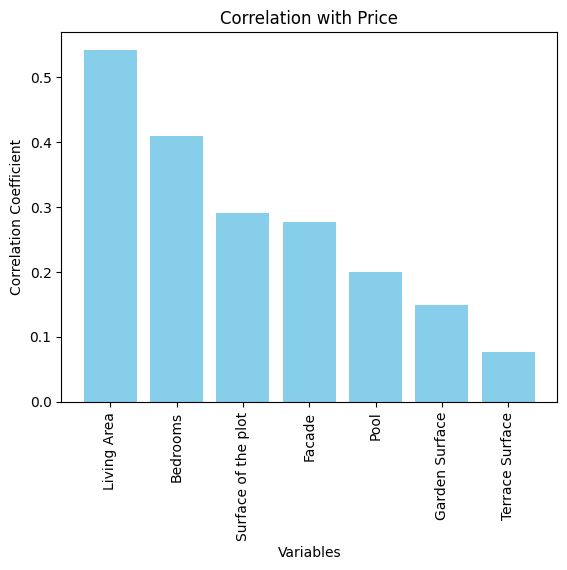 Correlation with Price
Correlation Coefficient
0.5
0.4
0.3
0.2
0.1
0.0
Living Area
Bedrooms
Surface of the plot
Facade
Pool
Garden Surface
Terrace Surface
Variables